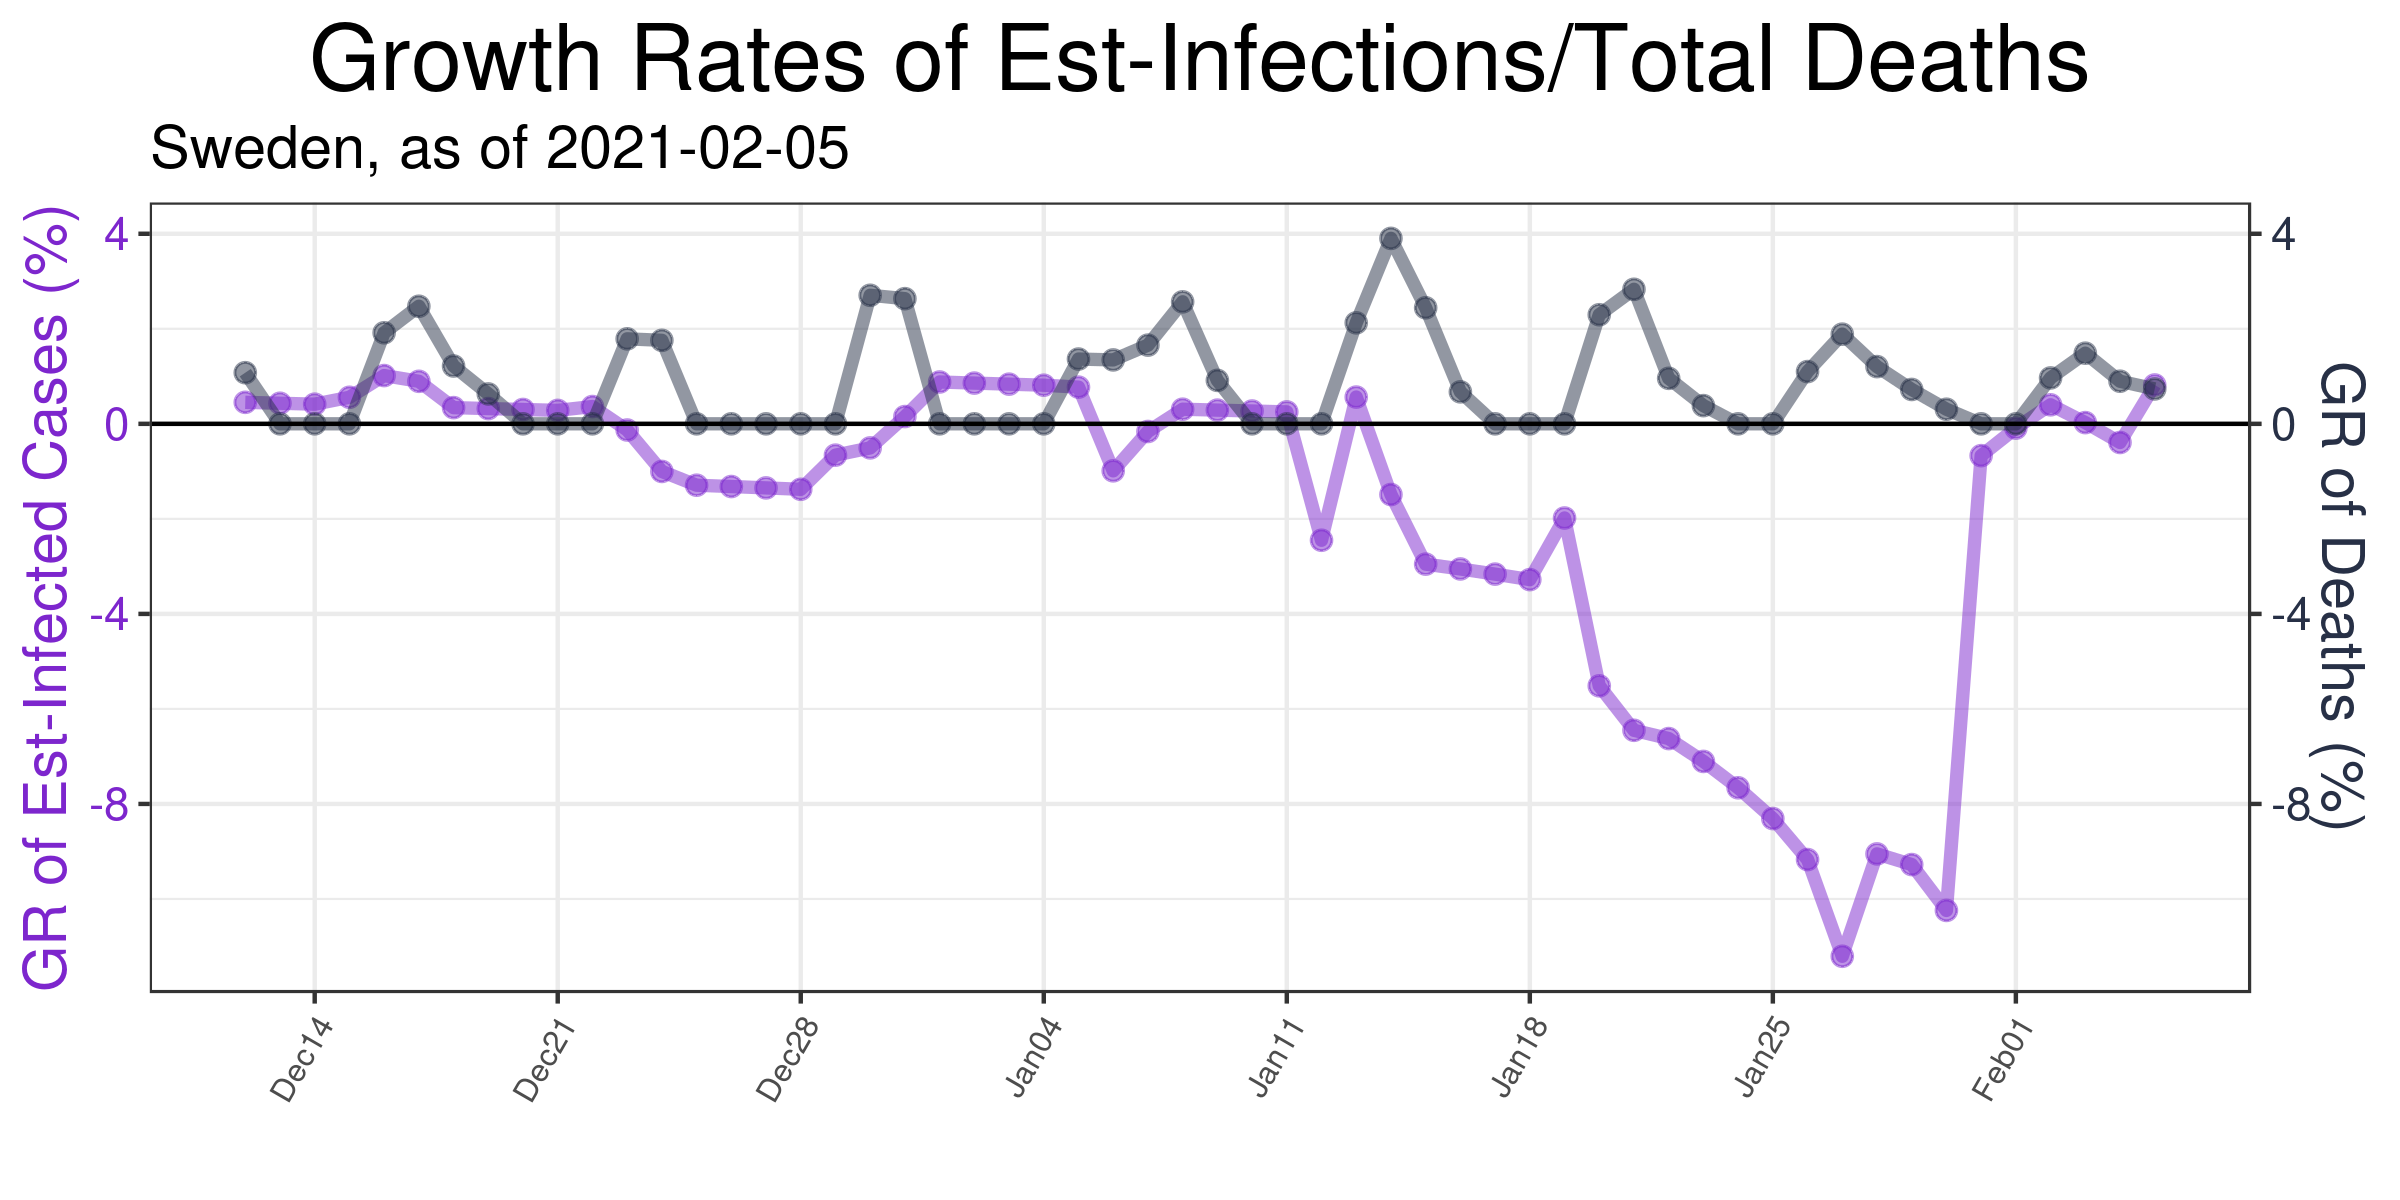 Growth Rates of Est-Infections/Total Deaths
Sweden, as of 2021-02-05
GR of Est-Infected Cases (%)
4
0
-4
-8
4
0
-4
-8
GR of Deaths (%)
Dec14
Dec21
Dec28
Jan04
Jan11
Jan18
Jan25
Feb01